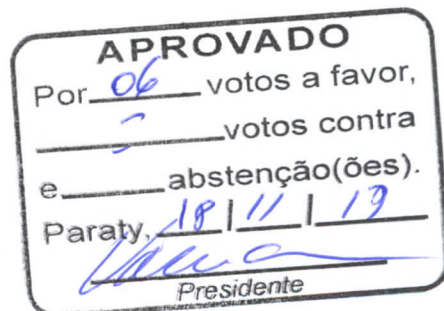 APROVADO
Por 06 votos a favor,
- votos contra
e - abstenção(ões).
Paraty, 18 / 11 / 19
Presidente